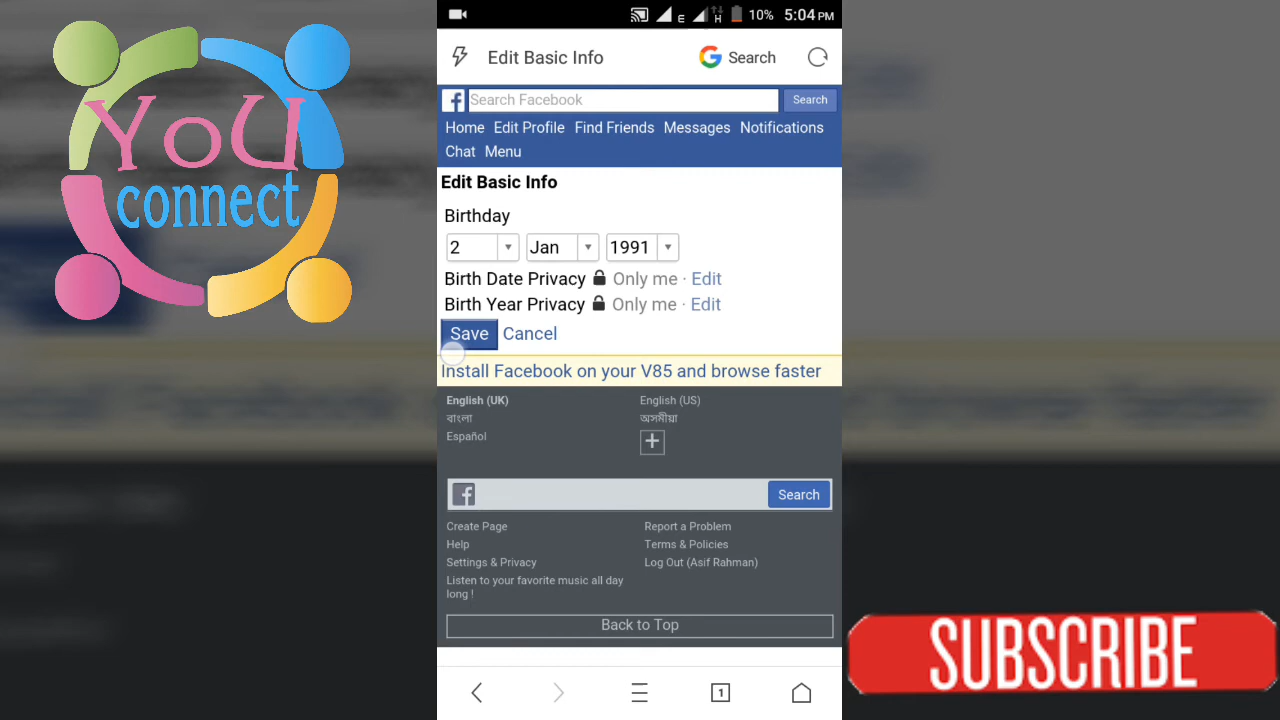 YoU
connect
E
H
10%
5:04 PM
Edit Basic Info
Search
Search Facebook
Search
Home Edit Profile Find Friends Messages Notifications
Chat Menu
Edit Basic Info
Birthday
2 Jan 1991
Birth Date Privacy Only me · Edit
Birth Year Privacy Only me · Edit
Save Cancel
Install Facebook on your V85 and browse faster
English (UK) English (US)
বাংলা অসমীয়া
Español
Search
Create Page Report a Problem
Help Terms & Policies
Settings & Privacy Log Out (Asif Rahman)
Listen to your favorite music all day
long !
Back to Top
1
SUBSCRIBE